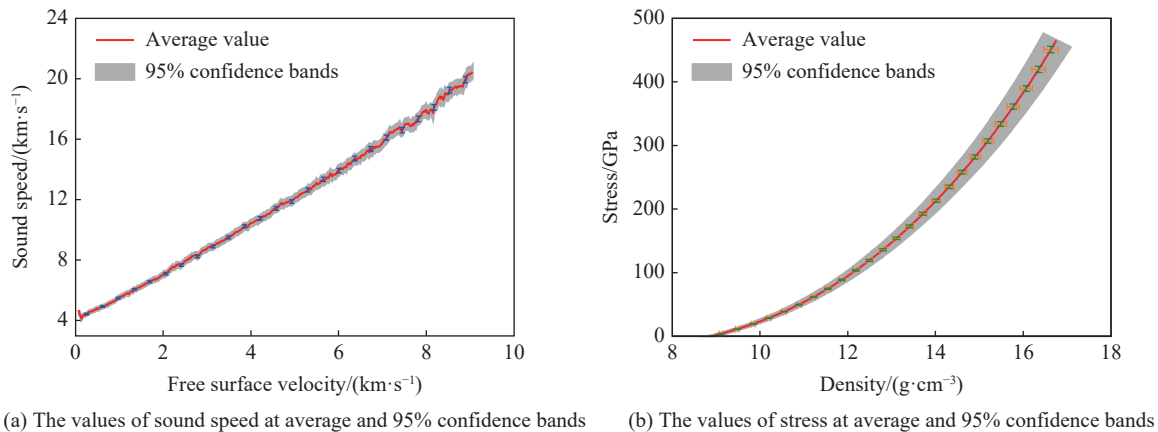 24
20
16
12
8
4
Sound speed/(km·s⁻¹)
Average value
95% confidence bands
0
2
4
6
8
10
Free surface velocity/(km·s⁻¹)
(a) The values of sound speed at average and 95% confidence bands
500
400
300
200
100
0
Stress/GPa
Average value
95% confidence bands
8
10
12
14
16
18
Density/(g·cm⁻³)
(b) The values of stress at average and 95% confidence bands